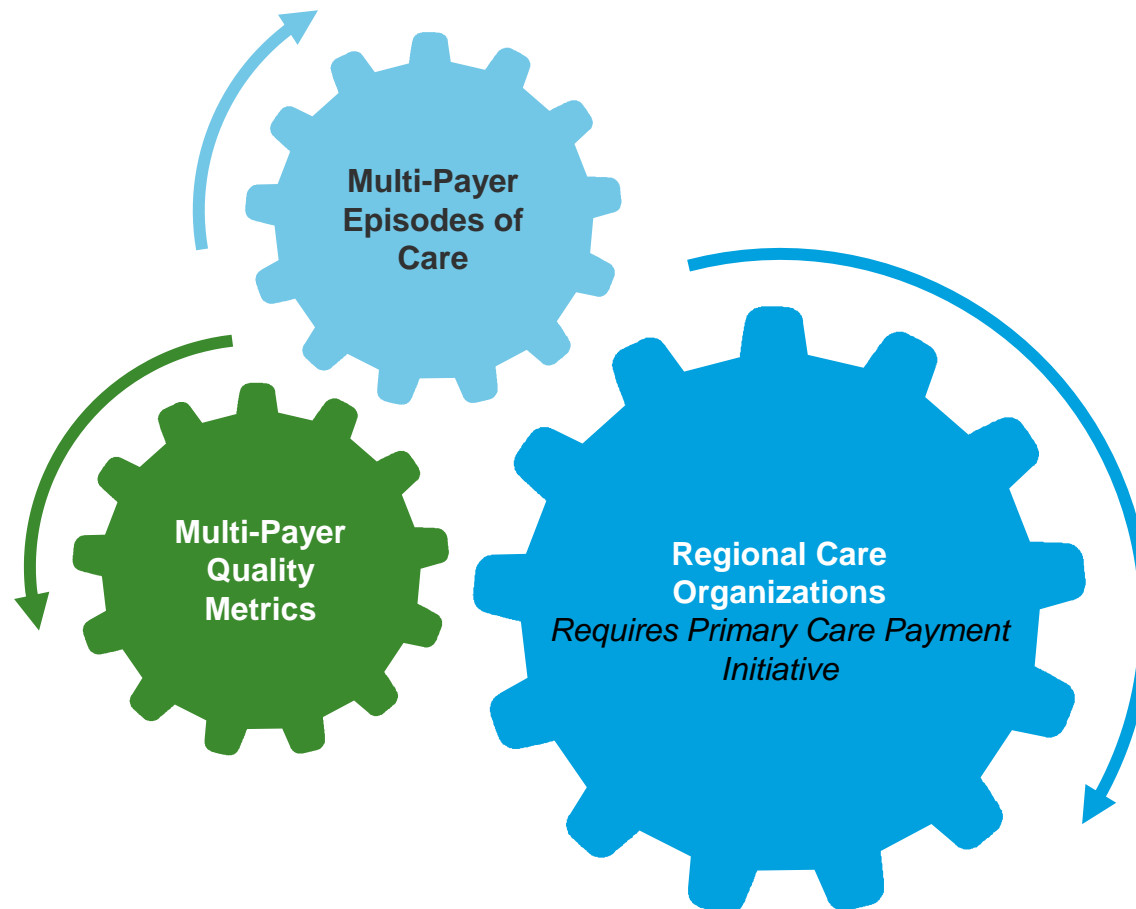 Multi-Payer
Episodes of
Care
Multi-Payer
Quality
Metrics
Regional Care
Organizations
Requires Primary Care Payment
Initiative